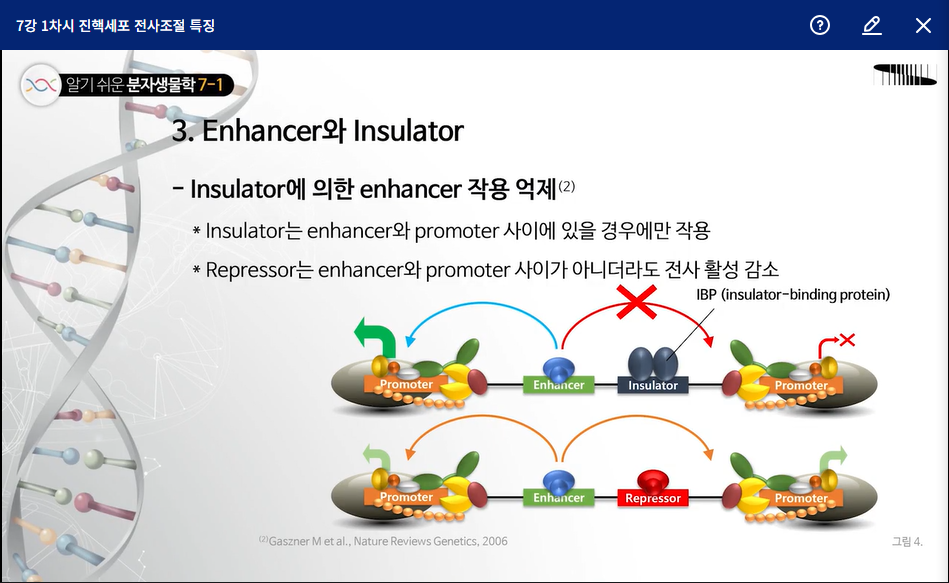 7강 1차시 진핵세포 전사조절 특징
알기 쉬운 분자생물학 7-1
3. Enhancer와 Insulator
- Insulator에 의한 enhancer 작용 억제(2)
* Insulator는 enhancer와 promoter 사이에 있을 경우에만 작용
* Repressor는 enhancer와 promoter 사이가 아니더라도 전사 활성 감소
IBP (insulator-binding protein)
Promoter Enhancer Insulator Promoter
Promoter Enhancer Repressor Promoter
(2)Gaszner M et al., Nature Reviews Genetics, 2006
그림 4.